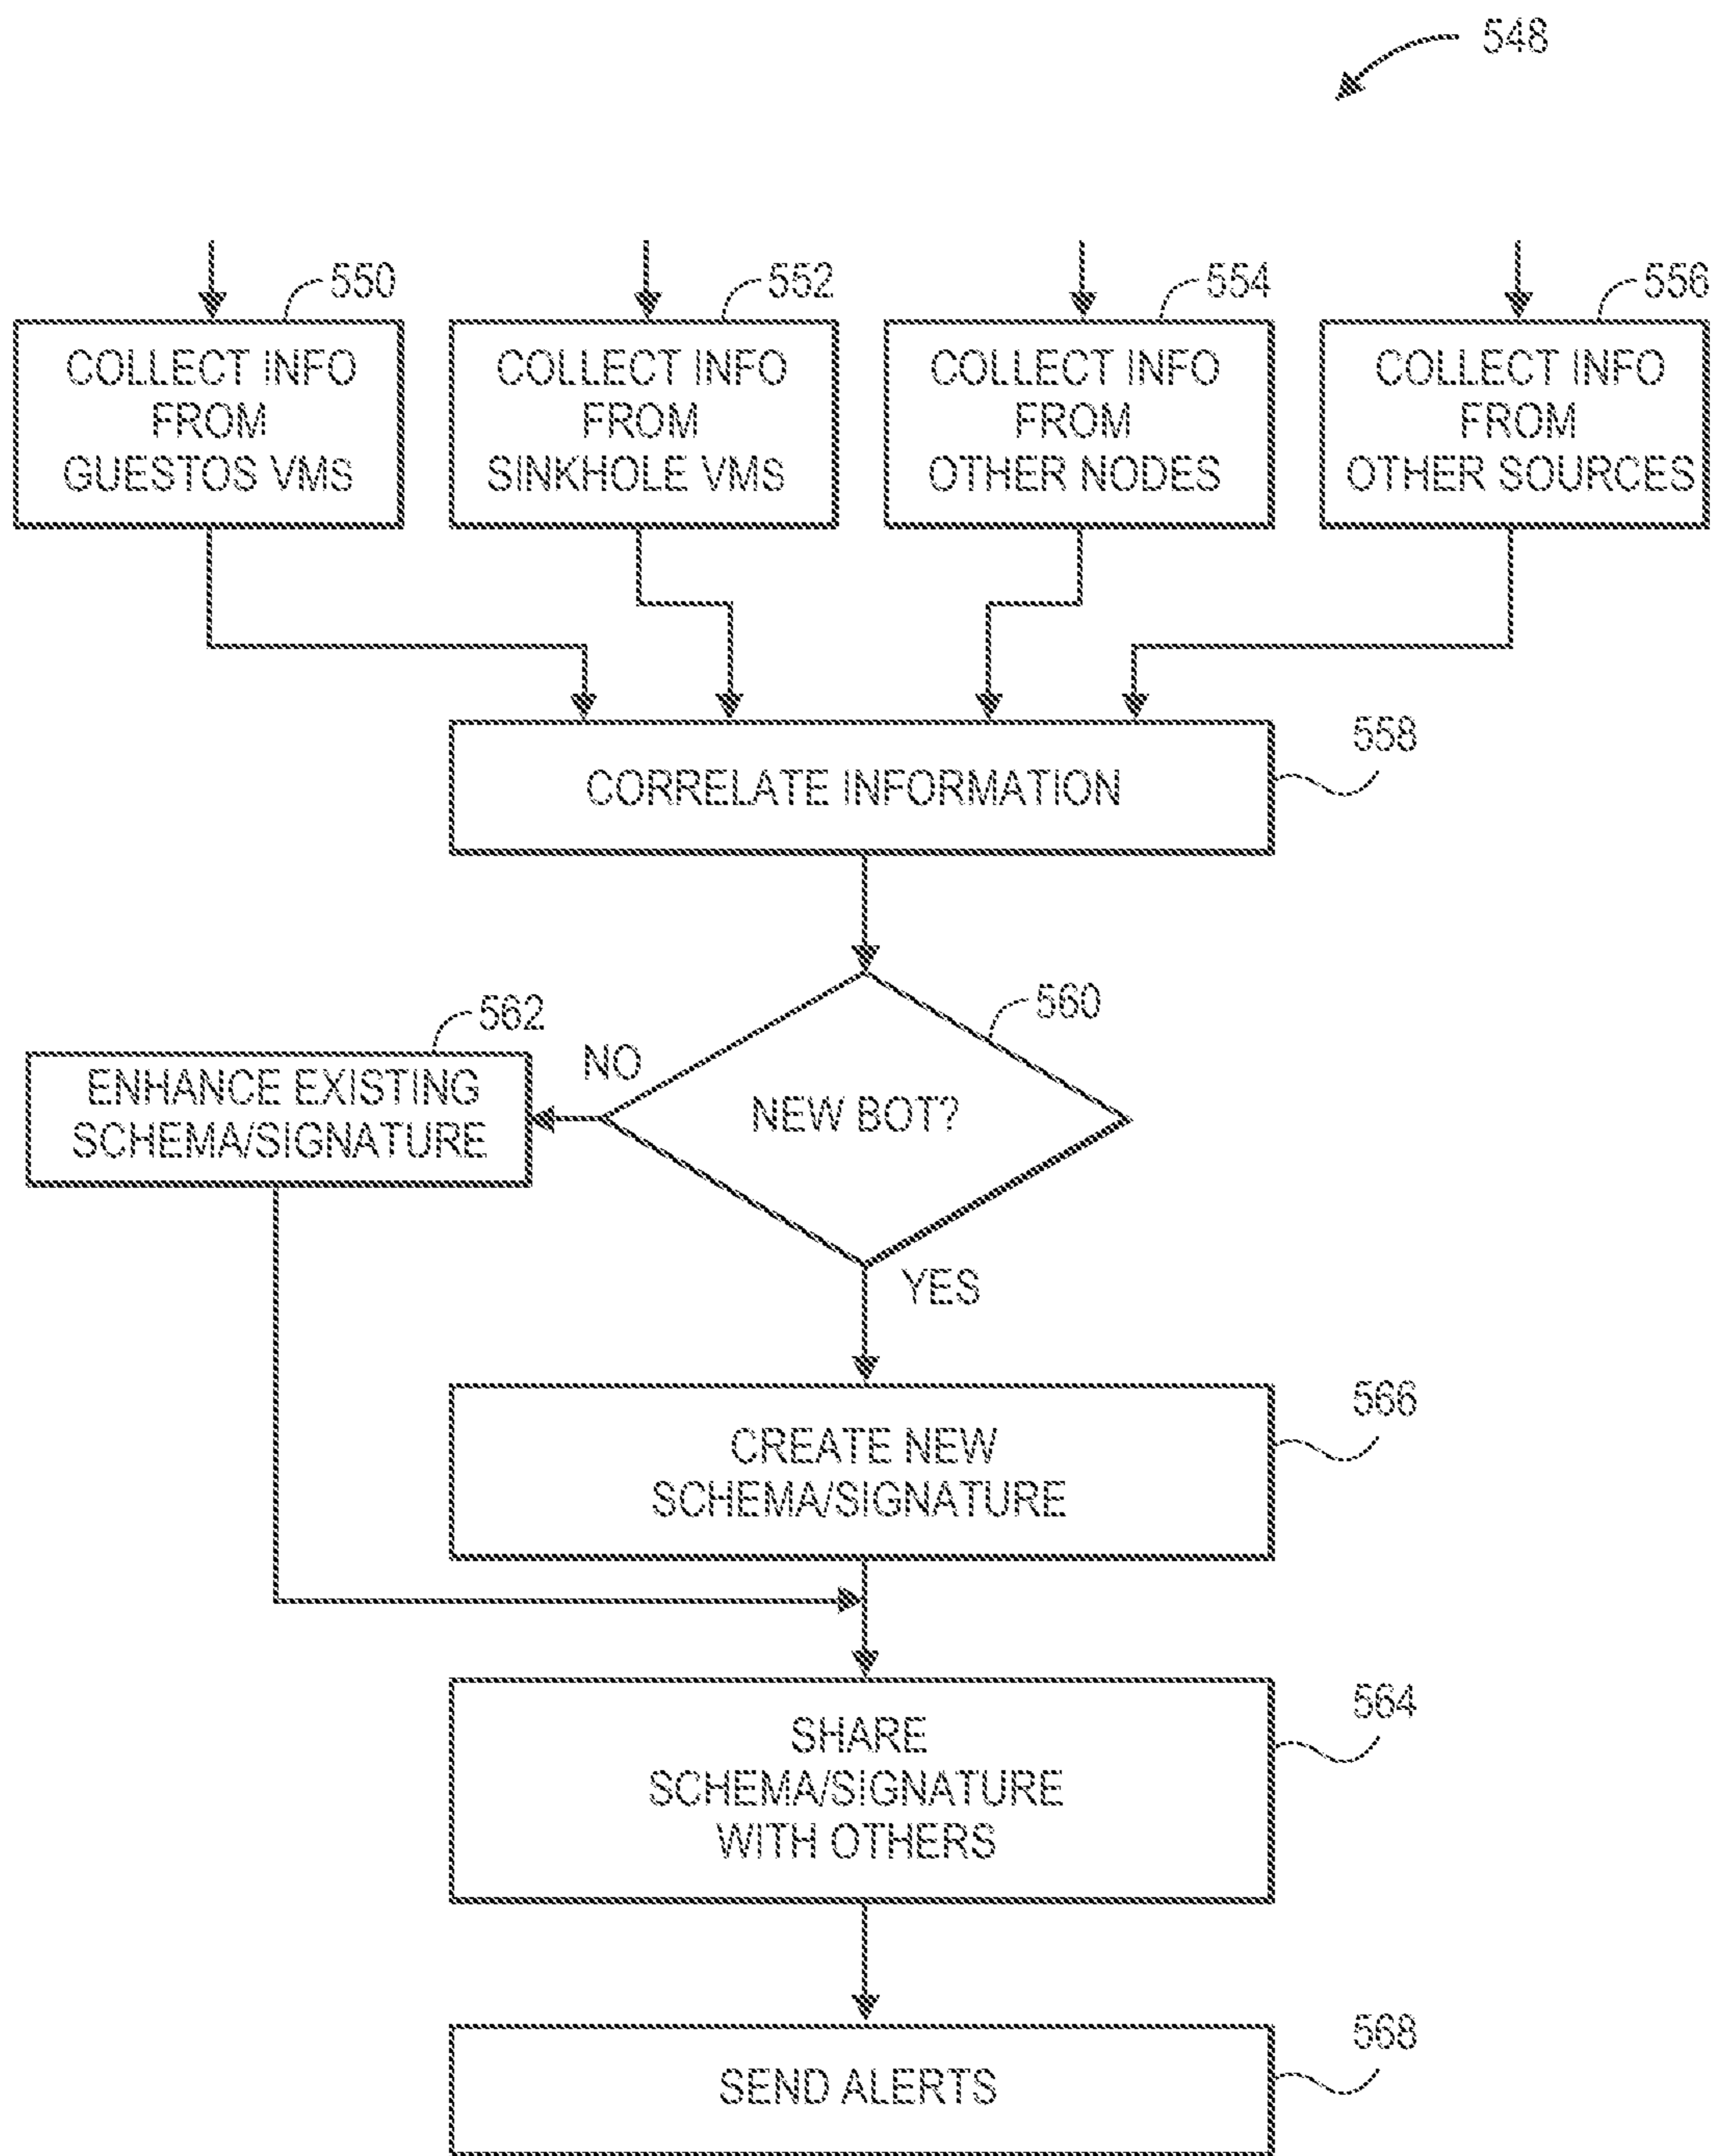 548
550
552
554
556
COLLECT INFO
FROM
GUESTOS VMS
COLLECT INFO
FROM
SINKHOLE VMS
COLLECT INFO
FROM
OTHER NODES
COLLECT INFO
FROM
OTHER SOURCES
558
CORRELATE INFORMATION
560
562
NO
ENHANCE EXISTING
SCHEMA/SIGNATURE
NEW BOT?
YES
566
CREATE NEW
SCHEMA/SIGNATURE
564
SHARE
SCHEMA/SIGNATURE
WITH OTHERS
568
SEND ALERTS